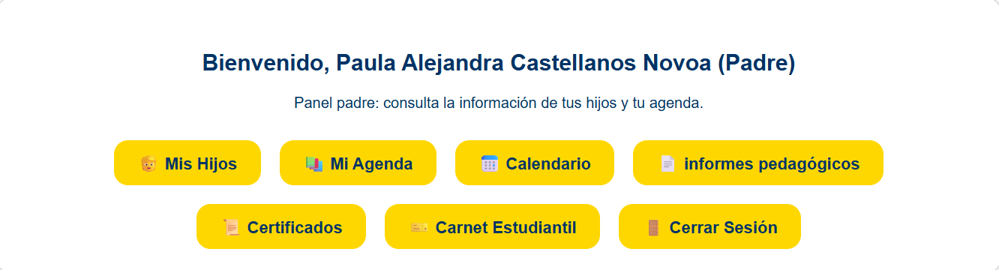 Bienvenido, Paula Alejandra Castellanos Novoa (Padre)
Panel padre: consulta la información de tus hijos y tu agenda.
Mis Hijos
Mi Agenda
Calendario
informes pedagógicos
Certificados
Carnet Estudiantil
Cerrar Sesión